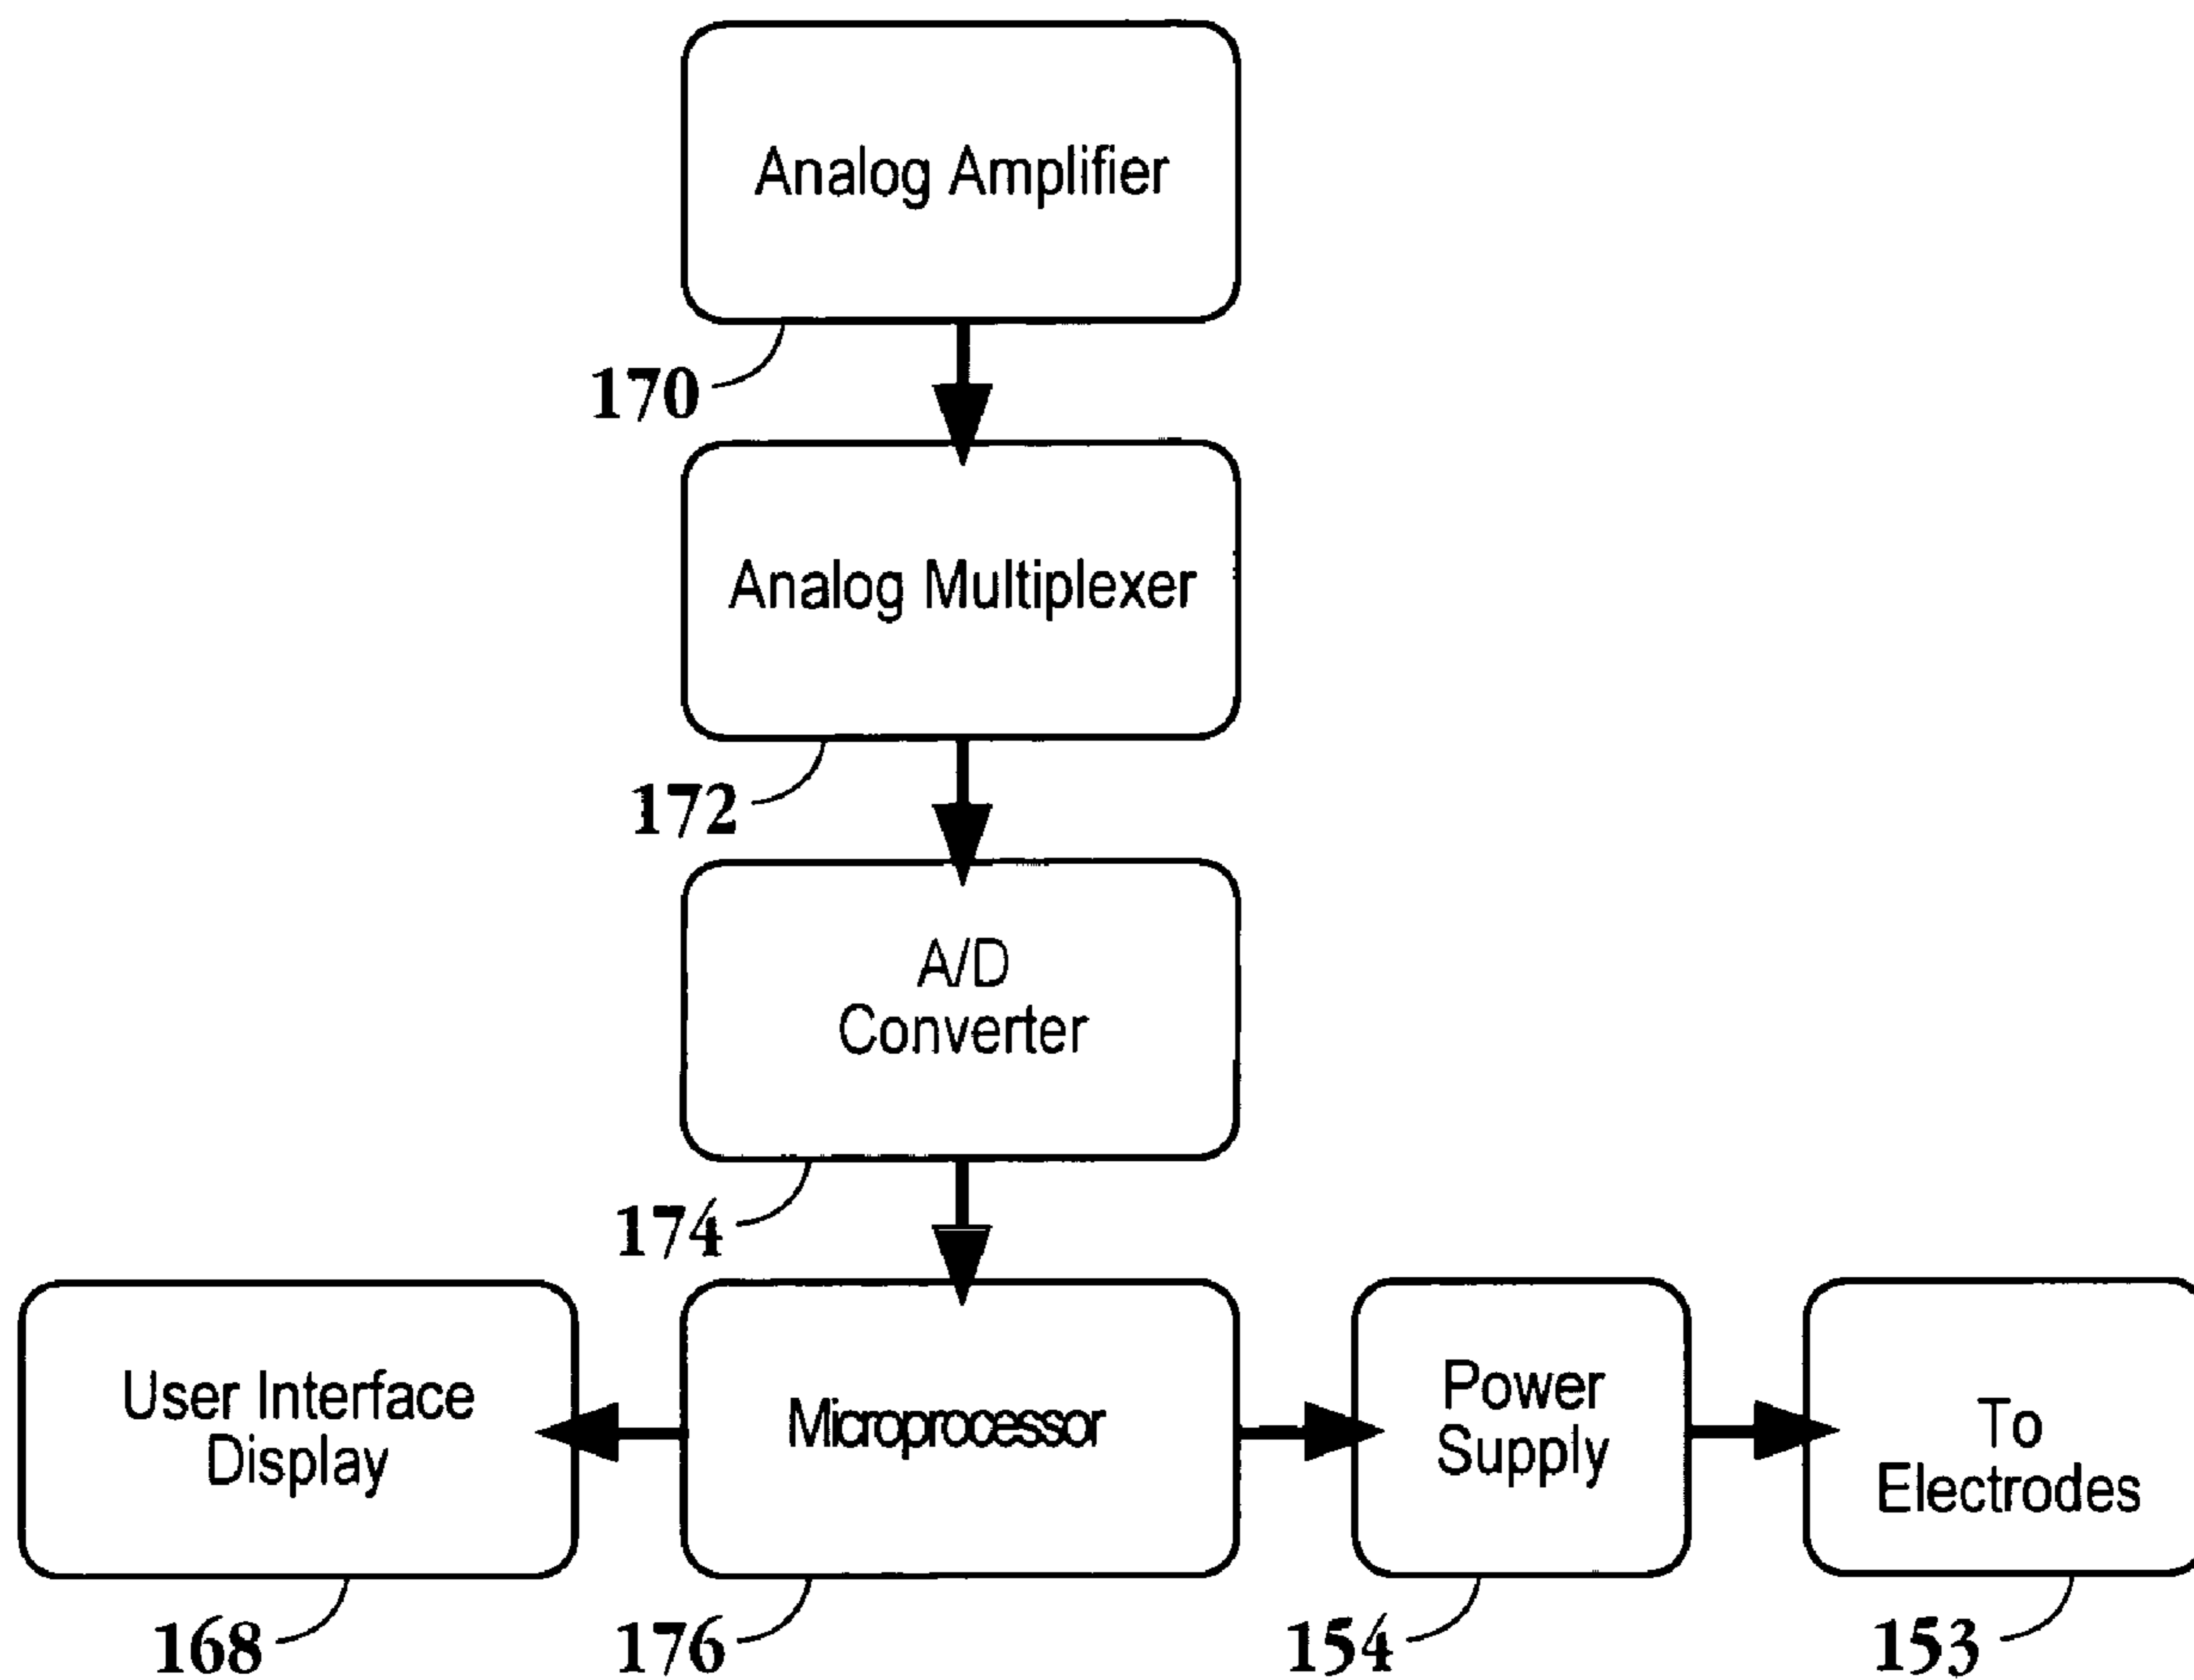 Analog Amplifier
170
Analog Multiplexer
172
A/D
Converter
174
User Interface
Display
168
Microprocessor
176
Power
Supply
154
To
Electrodes
153